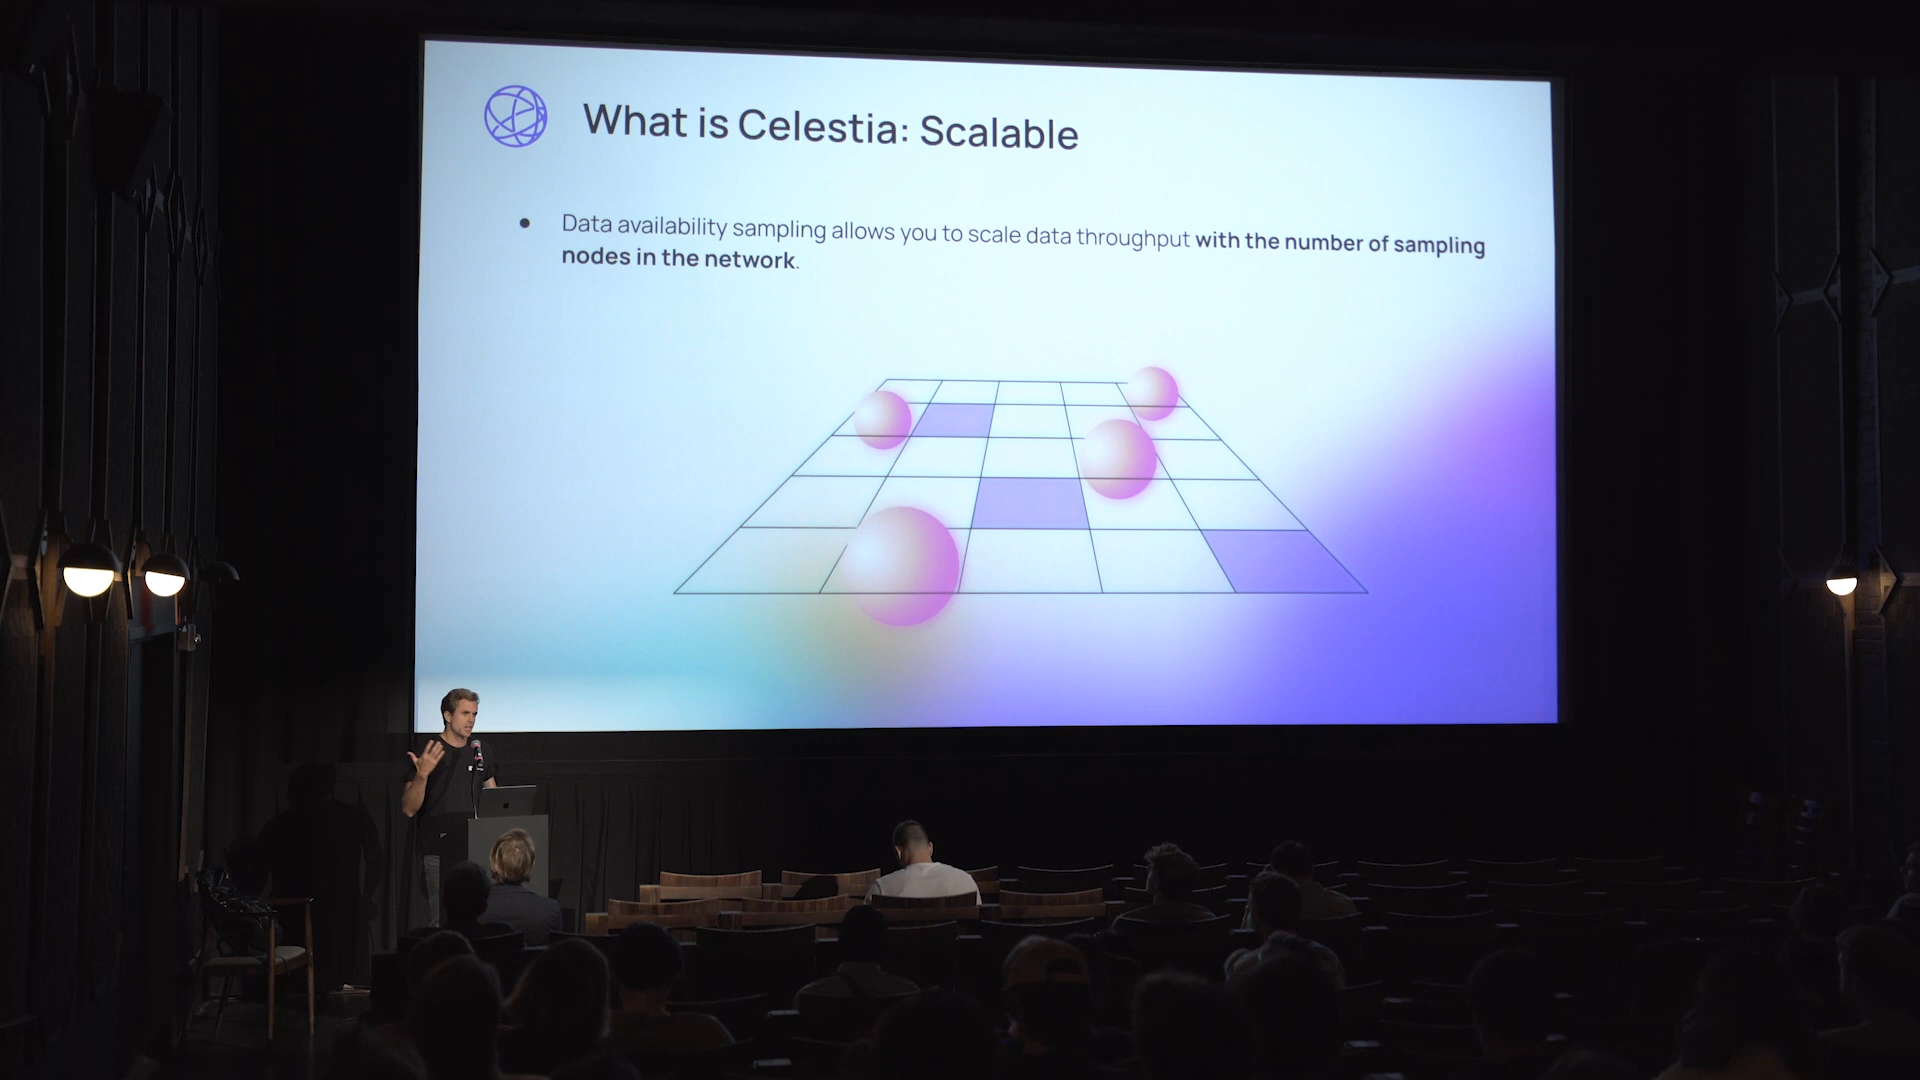 What is Celestia: Scalable
● Data availability sampling allows you to scale data throughput with the number of sampling
nodes in the network.